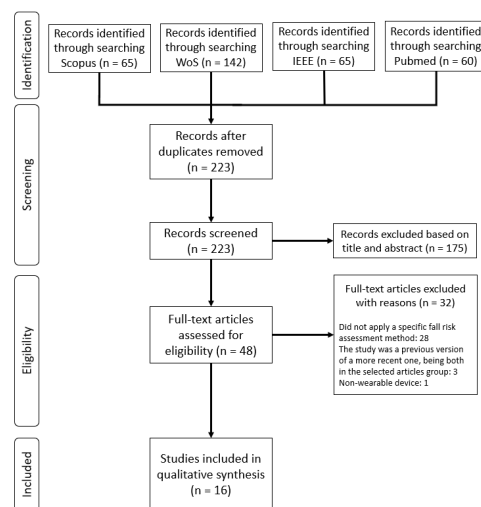 Identification
Records identified
through searching
Scopus (n = 65)
Records identified
through searching
WoS (n = 142)
Records identified
through searching
IEEE (n = 65)
Records identified
through searching
Pubmed (n = 60)
Screening
Records after
duplicates removed
(n = 223)
Records screened
(n = 223)
Records excluded based on
title and abstract (n = 175)
Eligibility
Full-text articles
assessed for
eligibility (n = 48)
Full-text articles excluded
with reasons (n = 32)
Did not apply a specific fall risk
assessment method: 28
The study was a previous version
of a more recent one, being both
in the selected articles group: 3
Non-wearable device: 1
Included
Studies included in
qualitative synthesis
(n = 16)